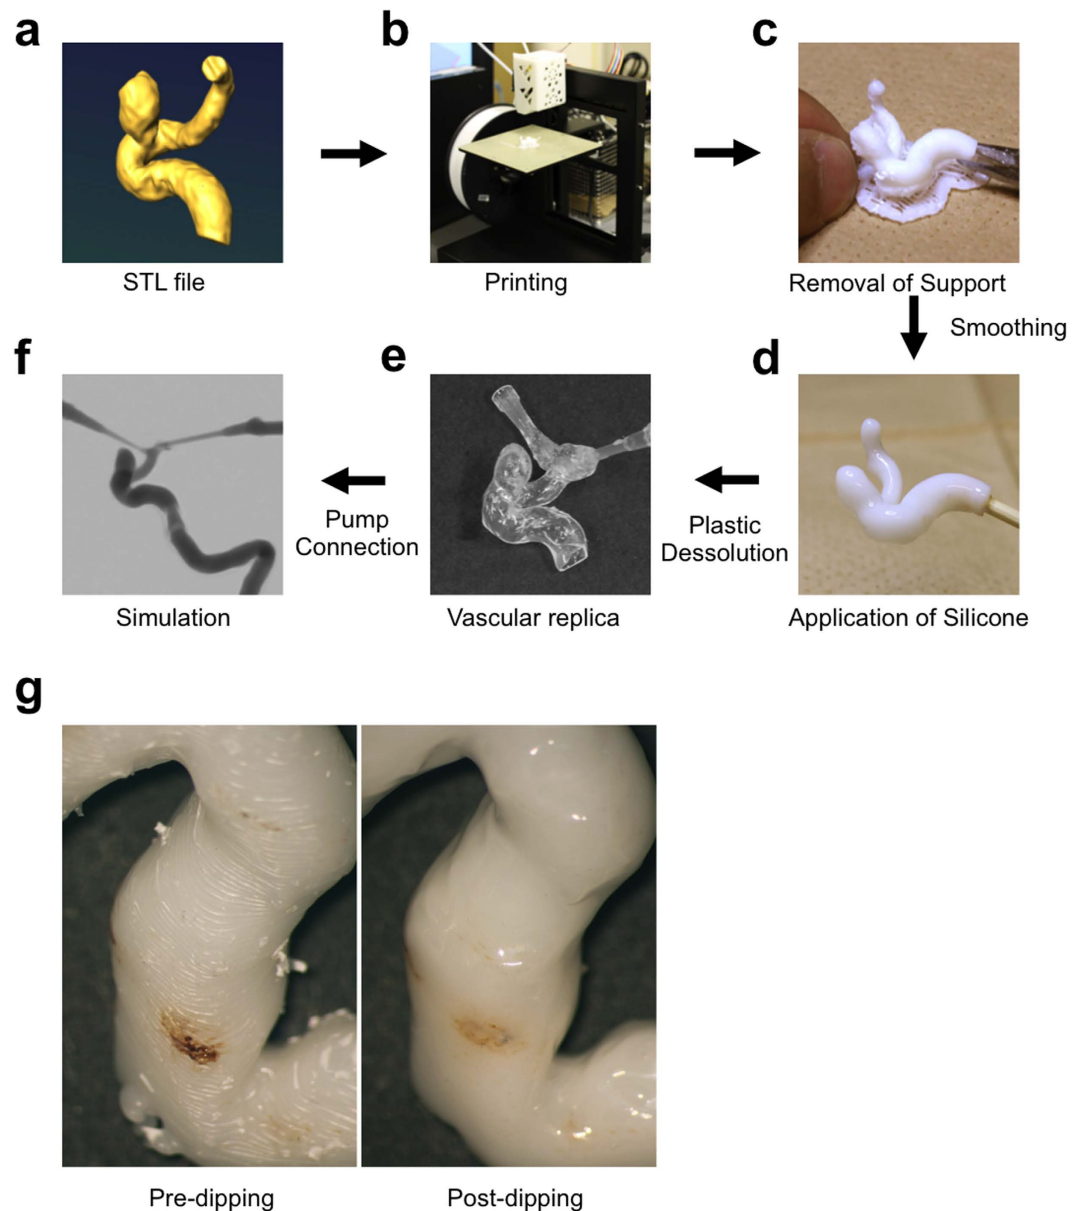 a
b
c
STL file
Printing
Removal of Support
Smoothing
f
e
d
Pump
Connection
Plastic
Dessolution
Simulation
Vascular replica
Application of Silicone
g
Pre-dipping
Post-dipping